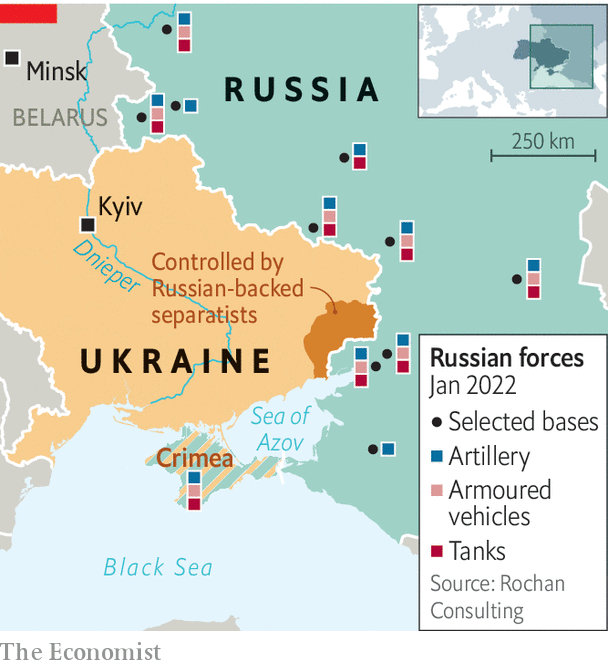 Minsk
BELARUS
RUSSIA
250 km
Kyiv
Dnieper
Controlled by
Russian-backed
separatists
UKRAINE
Sea of
Azov
Crimea
Black Sea
Russian forces
Jan 2022
Selected bases
Artillery
Armoured
vehicles
Tanks
Source: Rochan
Consulting
The Economist